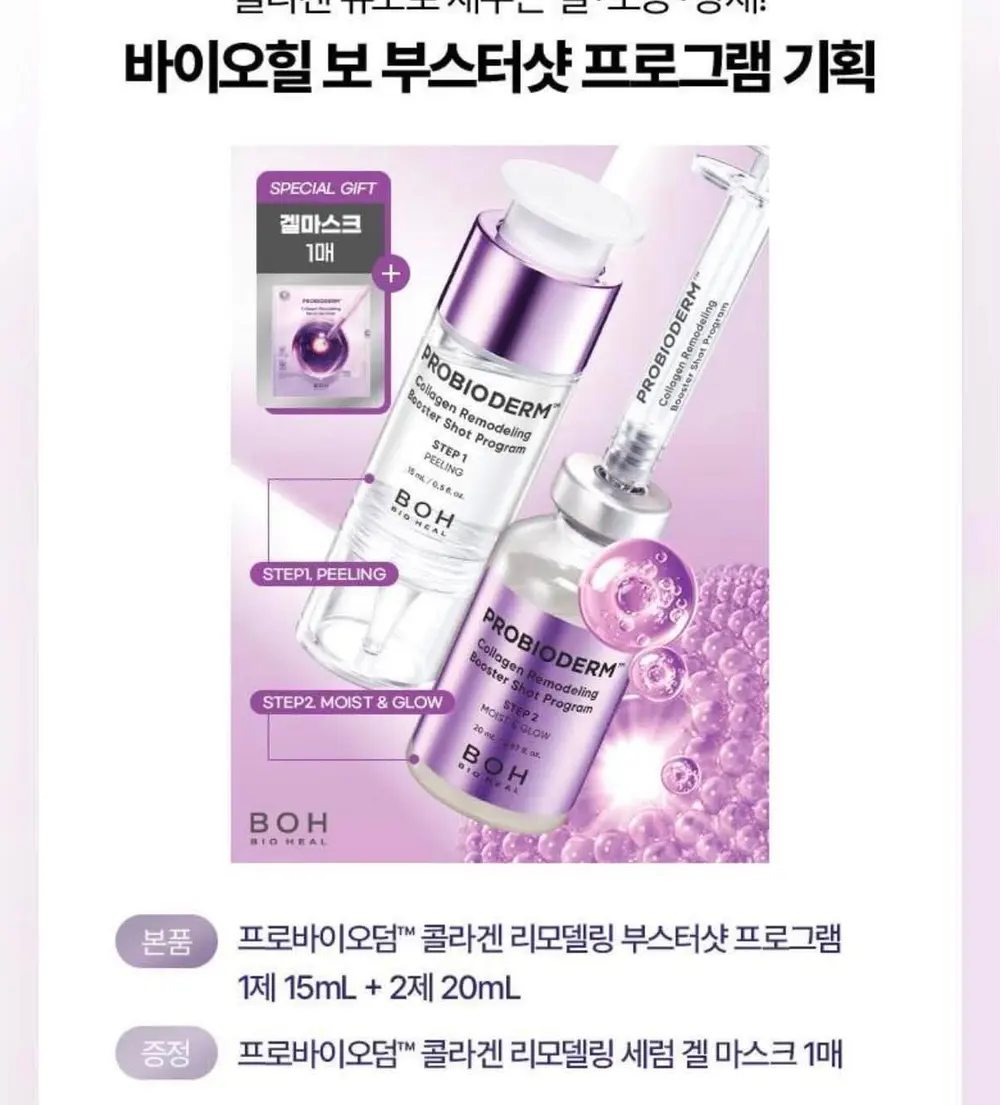 바이오힐 보 부스터샷 프로그램 기획
SPECIAL GIFT
겔마스크
1매
+
PROBIODERM™
Collagen Remodeling
BOH
PROBIODERM™
Collagen Remodeling
Booster Shot Program
STEP 1
PEELING
15 mL / 0.5 fl. oz.
BOH
BIO HEAL
PROBIODERM™
Collagen Remodeling
Booster Shot Program
STEP1. PEELING
PROBIODERM™
Collagen Remodeling
Booster Shot Program
STEP 2
MOIST & GLOW
20 mL
BOH
BIO HEAL
STEP2. MOIST & GLOW
BOH
BIO HEAL
본품 프로바이오덤™ 콜라겐 리모델링 부스터샷 프로그램
1제 15mL + 2제 20mL
증정 프로바이오덤™ 콜라겐 리모델링 세럼 겔 마스크 1매